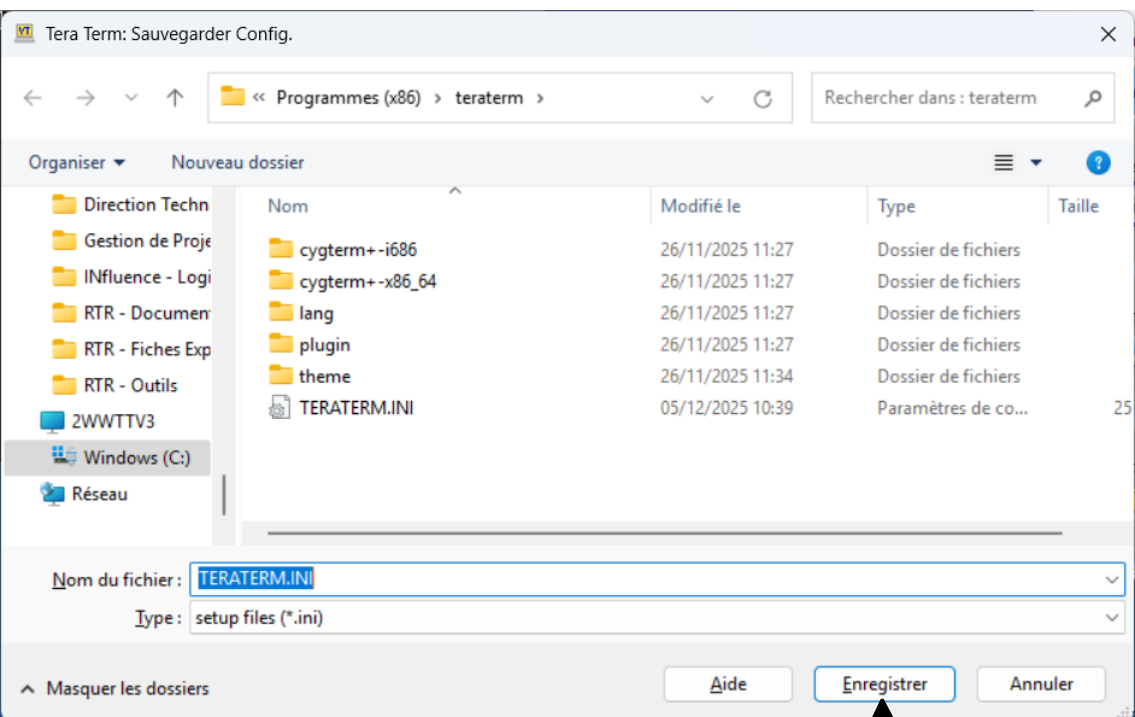 VT Tera Term: Sauvegarder Config.
« Programmes (x86) › teraterm ›
Rechercher dans : teraterm
Organiser Nouveau dossier ?
Nom Modifié le Type Taille
Direction Techn
Gestion de Proje
INfluence - Logi
RTR - Documen
RTR - Fiches Exp
RTR - Outils
2WWTTV3
Windows (C:)
Réseau
cygterm+-i686 26/11/2025 11:27 Dossier de fichiers
cygterm+-x86_64 26/11/2025 11:27 Dossier de fichiers
lang 26/11/2025 11:27 Dossier de fichiers
plugin 26/11/2025 11:27 Dossier de fichiers
theme 26/11/2025 11:34 Dossier de fichiers
TERATERM.INI 05/12/2025 10:39 Paramètres de co... 25
Nom du fichier : TERATERM.INI
Type : setup files (*.ini)
Masquer les dossiers Aide Enregistrer Annuler